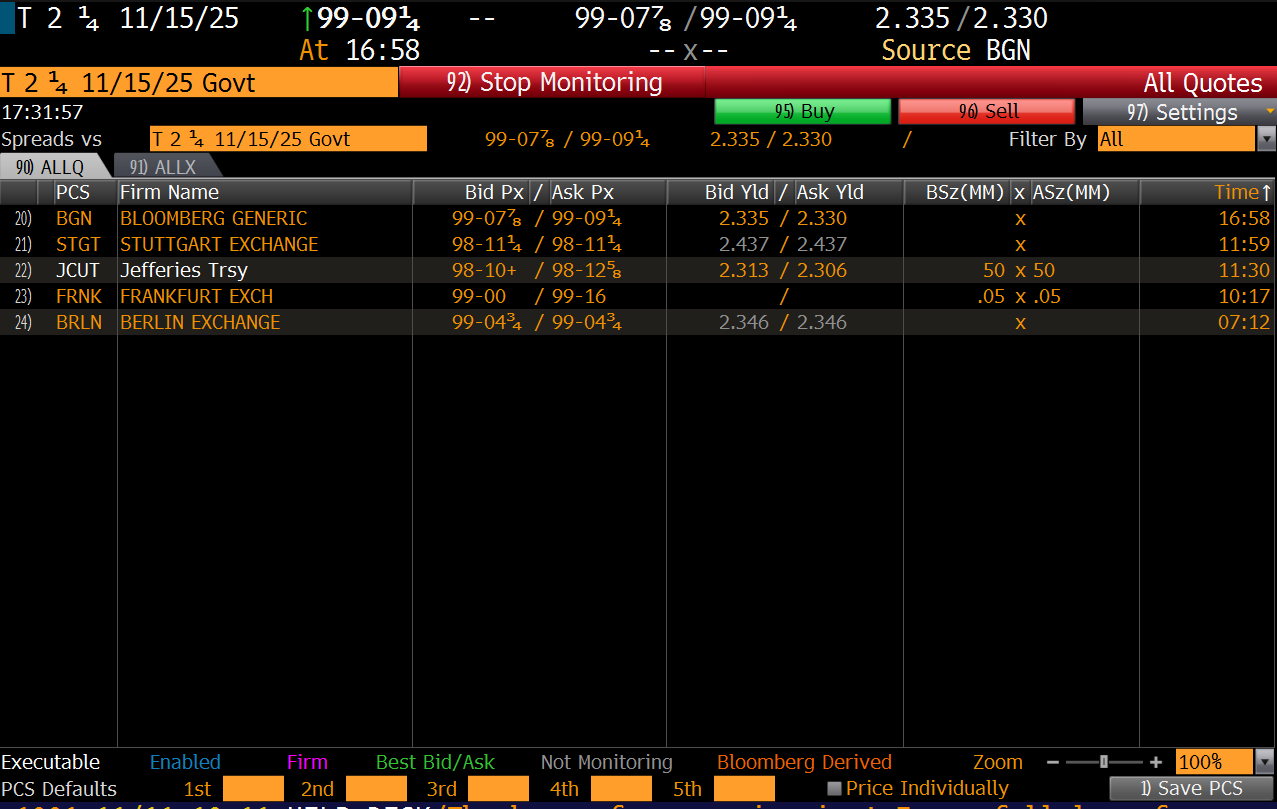 T 2 ¼ 11/15/25 ↑99-09¼ -- 99-07⅞ /99-09¼ 2.335/2.330
At 16:58 --x-- Source BGN
T 2 ¼ 11/15/25 Govt 92) Stop Monitoring All Quotes
17:31:57 95) Buy 96) Sell 97) Settings
Spreads vs T 2 ¼ 11/15/25 Govt 99-07⅞ / 99-09¼ 2.335 / 2.330 / Filter By All
90) ALLQ 91) ALLX
PCS Firm Name Bid Px / Ask Px Bid Yld / Ask Yld BSz(MM) x ASz(MM) Time↑
20) BGN BLOOMBERG GENERIC 99-07⅞ / 99-09¼ 2.335 / 2.330 x 16:58
21) STGT STUTTGART EXCHANGE 98-11¼ / 98-11¼ 2.437 / 2.437 x 11:59
22) JCUT Jefferies Trsy 98-10+ / 98-12⅝ 2.313 / 2.306 50 x 50 11:30
23) FRNK FRANKFURT EXCH 99-00 / 99-16 / .05 x .05 10:17
24) BRLN BERLIN EXCHANGE 99-04¾ / 99-04¾ 2.346 / 2.346 x 07:12
Executable Enabled Firm Best Bid/Ask Not Monitoring Bloomberg Derived Zoom − + 100%
PCS Defaults 1st 2nd 3rd 4th 5th Price Individually 1) Save PCS